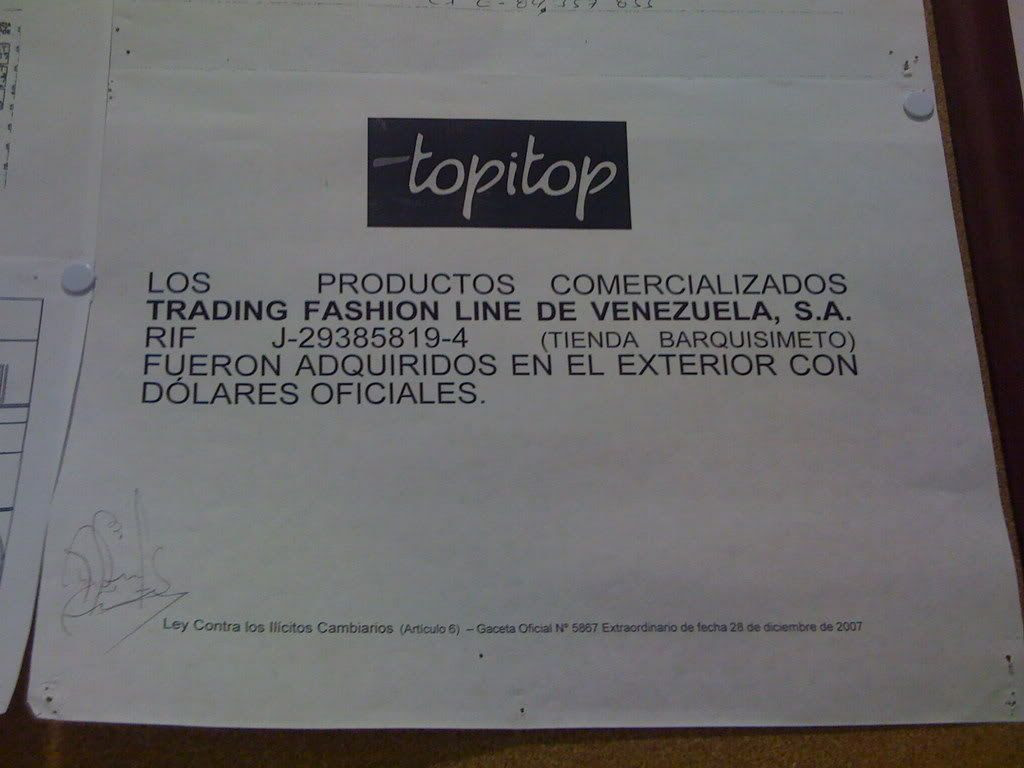 topitop
LOS PRODUCTOS COMERCIALIZADOS
TRADING FASHION LINE DE VENEZUELA, S.A.
RIF J-29385819-4 (TIENDA BARQUISIMETO)
FUERON ADQUIRIDOS EN EL EXTERIOR CON
DÓLARES OFICIALES.
Ley Contra los Ilícitos Cambiarios (Artículo 6) – Gaceta Oficial Nº 5867 Extraordinario de fecha 28 de diciembre de 2007